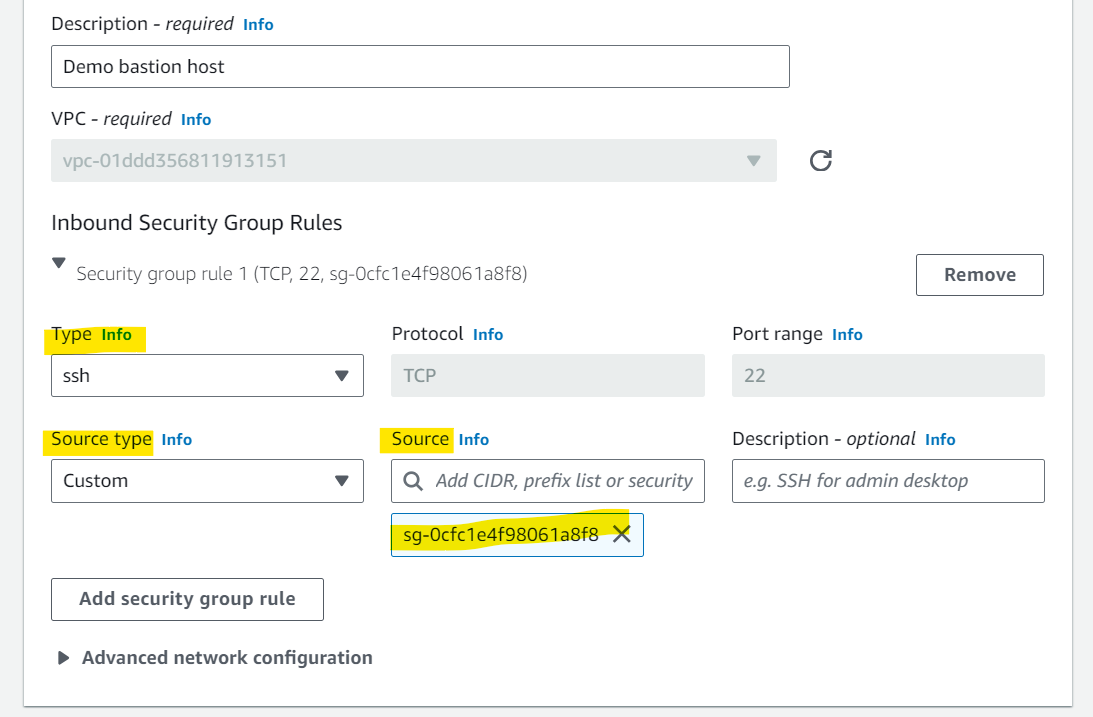 Description - required Info
Demo bastion host
VPC - required Info
vpc-01ddd356811913151
Inbound Security Group Rules
Security group rule 1 (TCP, 22, sg-0cfc1e4f98061a8f8)
Remove
Type Info
Protocol Info
Port range Info
ssh
TCP
22
Source type Info
Source Info
Description - optional Info
Custom
Add CIDR, prefix list or security
e.g. SSH for admin desktop
sg-0cfc1e4f98061a8f8
Add security group rule
Advanced network configuration